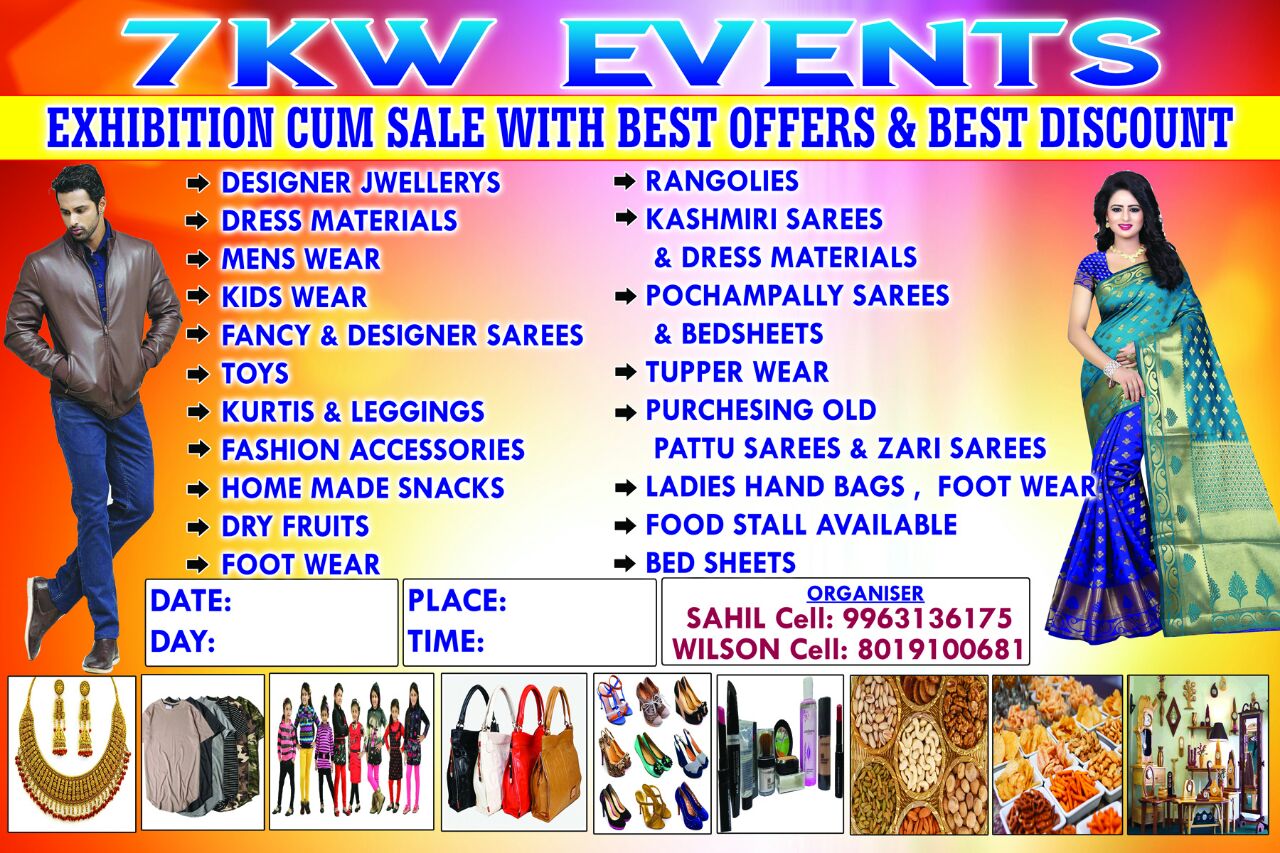 7KW EVENTS
EXHIBITION CUM SALE WITH BEST OFFERS & BEST DISCOUNT
DESIGNER JWELLERYS
DRESS MATERIALS
MENS WEAR
KIDS WEAR
FANCY & DESIGNER SAREES
TOYS
KURTIS & LEGGINGS
FASHION ACCESSORIES
HOME MADE SNACKS
DRY FRUITS
FOOT WEAR
RANGOLIES
KASHMIRI SAREES
& DRESS MATERIALS
POCHAMPALLY SAREES
& BEDSHEETS
TUPPER WEAR
PURCHESING OLD
PATTU SAREES & ZARI SAREES
LADIES HAND BAGS , FOOT WEAR
FOOD STALL AVAILABLE
BED SHEETS
DATE:
DAY:
PLACE:
TIME:
ORGANISER
SAHIL Cell: 9963136175
WILSON Cell: 8019100681